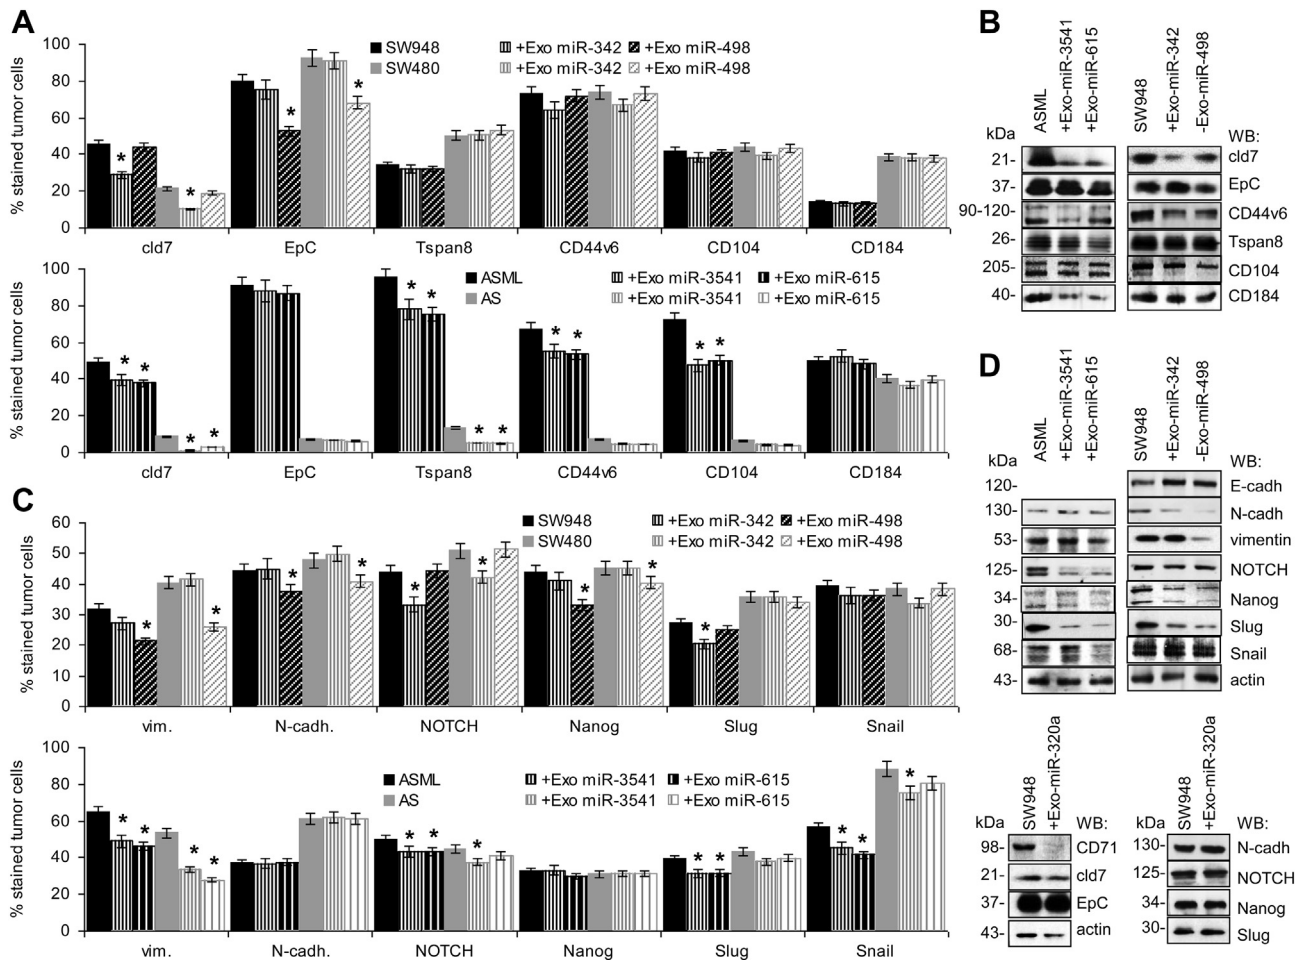 A
% stained tumor cells
100
80
60
40
20
0
SW948
SW480
+Exo miR-342
+Exo miR-342
+Exo miR-498
+Exo miR-498
cld7 EpC Tspan8 CD44v6 CD104 CD184
% stained tumor cells
100
80
60
40
20
0
ASML
AS
+Exo miR-3541
+Exo miR-3541
+Exo miR-615
+Exo miR-615
cld7 EpC Tspan8 CD44v6 CD104 CD184
B
ASML
+Exo-miR-3541
+Exo-miR-615
SW948
+Exo-miR-342
-Exo-miR-498
kDa WB:
21- cld7
37- EpC
90-120- CD44v6
26- Tspan8
205- CD104
40- CD184
C
% stained tumor cells
60
50
40
30
20
10
0
SW948
SW480
+Exo miR-342
+Exo miR-342
+Exo miR-498
+Exo miR-498
vim. N-cadh. NOTCH Nanog Slug Snail
% stained tumor cells
100
80
60
40
20
0
ASML
AS
+Exo miR-3541
+Exo miR-3541
+Exo miR-615
+Exo miR-615
vim. N-cadh. NOTCH Nanog Slug Snail
D
ASML
+Exo-miR-3541
+Exo-miR-615
SW948
+Exo-miR-342
-Exo-miR-498
kDa WB:
120- E-cadh
130- N-cadh
53- vimentin
125- NOTCH
34- Nanog
30- Slug
68- Snail
43- actin
SW948
+Exo-miR-320a
kDa WB:
98- CD71
21- cld7
37- EpC
43- actin
SW948
+Exo-miR-320a
kDa WB:
130- N-cadh
125- NOTCH
34- Nanog
30- Slug